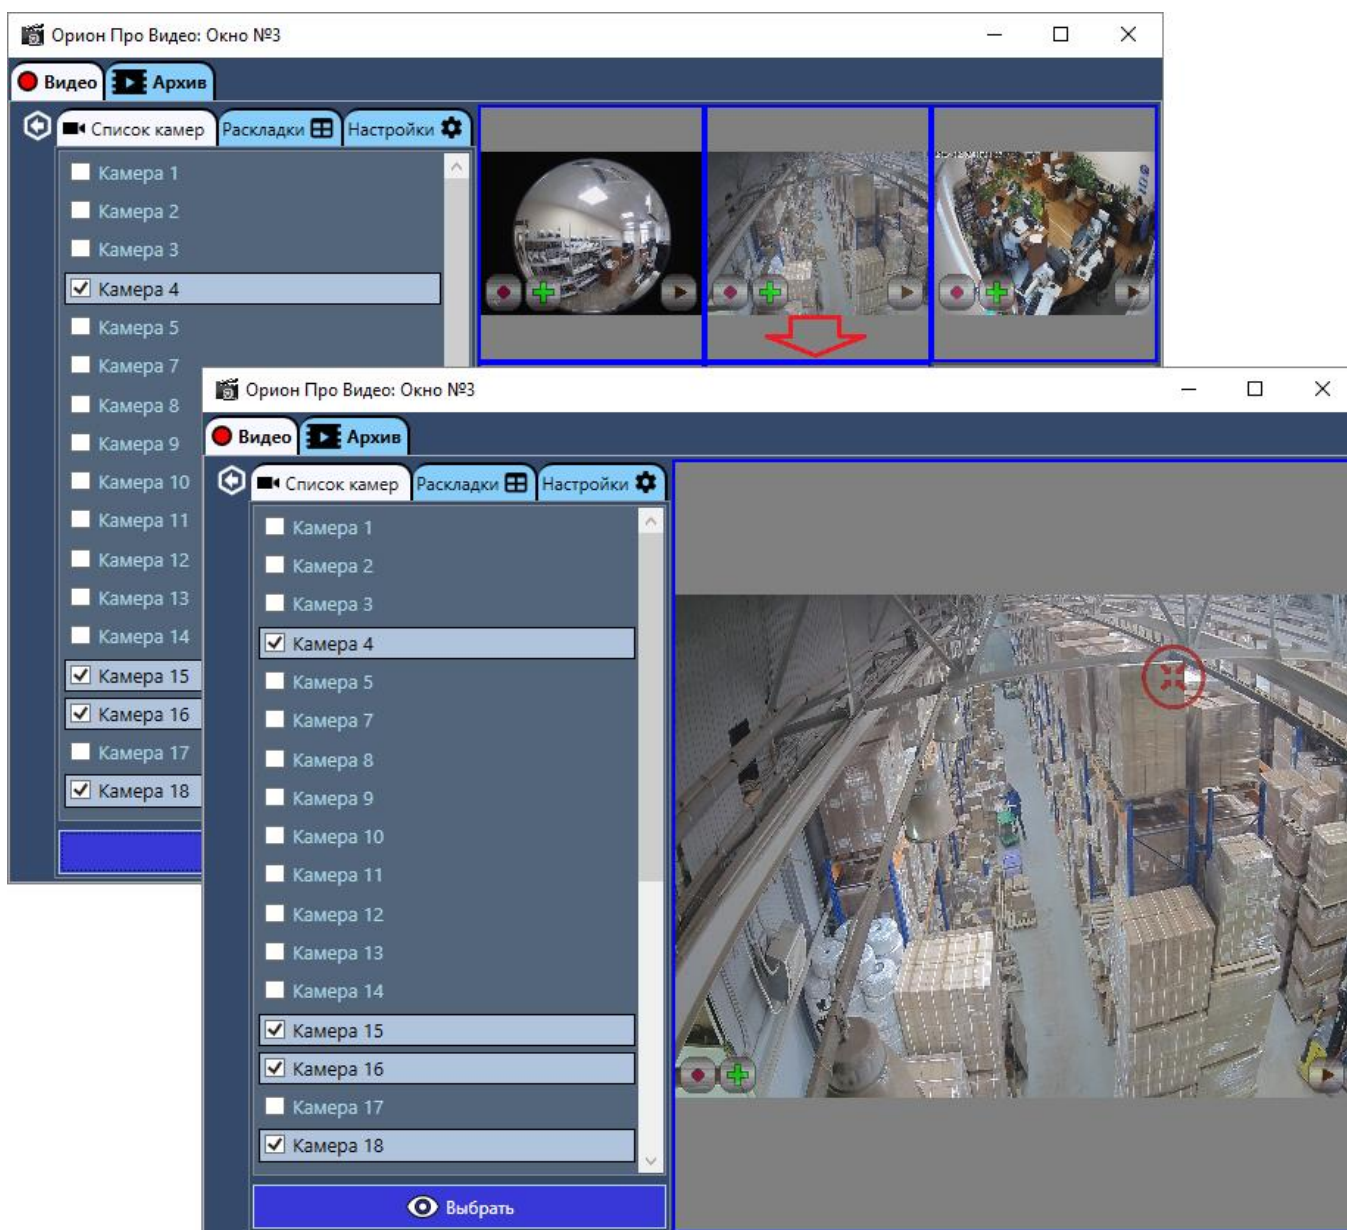 Орион Про Видео: Окно №3
Видео Архив
Список камер Раскладки Настройки
Камера 1
Камера 2
Камера 3
Камера 4
Камера 5
Камера 7
Камера 8
Камера 9
Камера 10
Камера 11
Камера 12
Камера 13
Камера 14
Камера 15
Камера 16
Камера 17
Камера 18
Орион Про Видео: Окно №3
Видео Архив
Список камер Раскладки Настройки
Камера 1
Камера 2
Камера 3
Камера 4
Камера 5
Камера 7
Камера 8
Камера 9
Камера 10
Камера 11
Камера 12
Камера 13
Камера 14
Камера 15
Камера 16
Камера 17
Камера 18
Выбрать